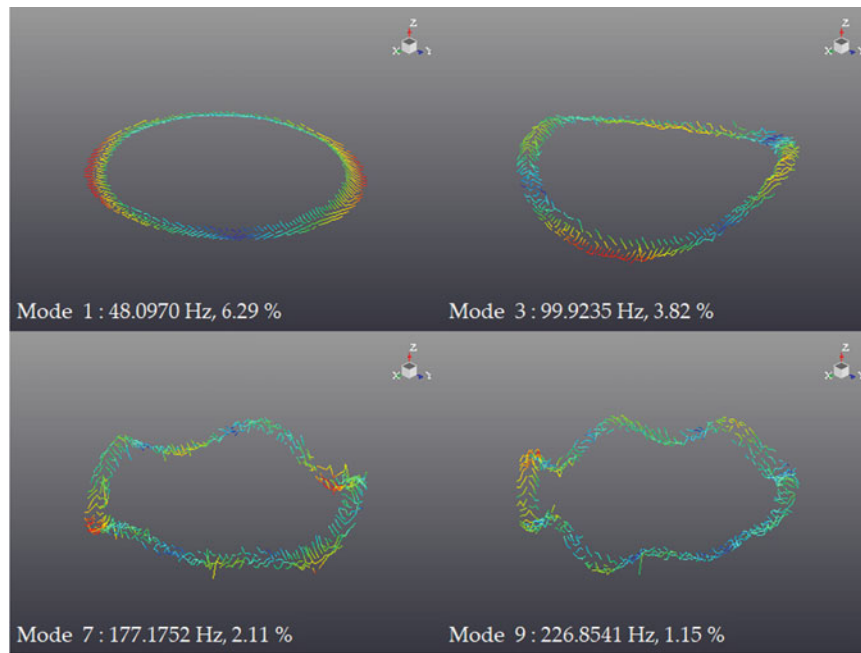 Z
X
Y
Z
X
Y
Mode 1 : 48.0970 Hz, 6.29 %
Mode 3 : 99.9235 Hz, 3.82 %
Z
X
Y
Z
X
Y
Mode 7 : 177.1752 Hz, 2.11 %
Mode 9 : 226.8541 Hz, 1.15 %